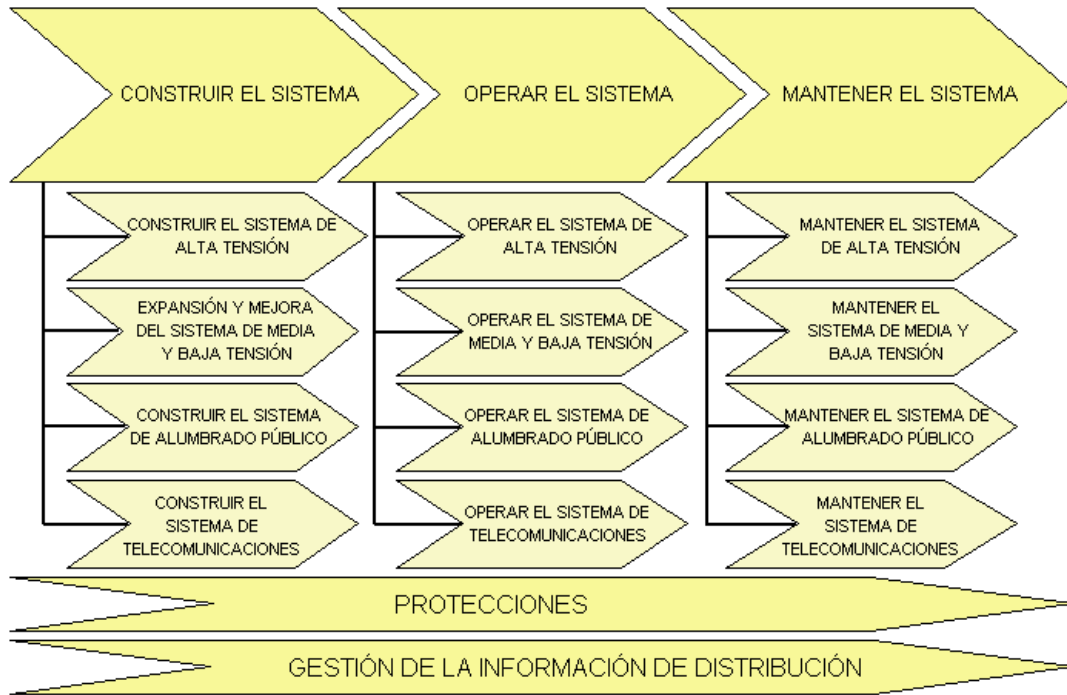 CONSTRUIR EL SISTEMA
OPERAR EL SISTEMA
MANTENER EL SISTEMA
CONSTRUIR EL SISTEMA DE
ALTA TENSIÓN
EXPANSIÓN Y MEJORA
DEL SISTEMA DE MEDIA
Y BAJA TENSIÓN
CONSTRUIR EL SISTEMA
DE ALUMBRADO PÚBLICO
CONSTRUIR EL
SISTEMA DE
TELECOMUNICACIONES
OPERAR EL SISTEMA DE
ALTA TENSIÓN
OPERAR EL SISTEMA DE
MEDIA Y BAJA TENSIÓN
OPERAR EL SISTEMA DE
ALUMBRADO PÚBLICO
OPERAR EL SISTEMA DE
TELECOMUNICACIONES
MANTENER EL SISTEMA
DE ALTA TENSIÓN
MANTENER EL
SISTEMA DE MEDIA Y
BAJA TENSIÓN
MANTENER EL SISTEMA DE
ALUMBRADO PÚBLICO
MANTENER EL
SISTEMA DE
TELECOMUNICACIONES
PROTECCIONES
GESTIÓN DE LA INFORMACIÓN DE DISTRIBUCIÓN